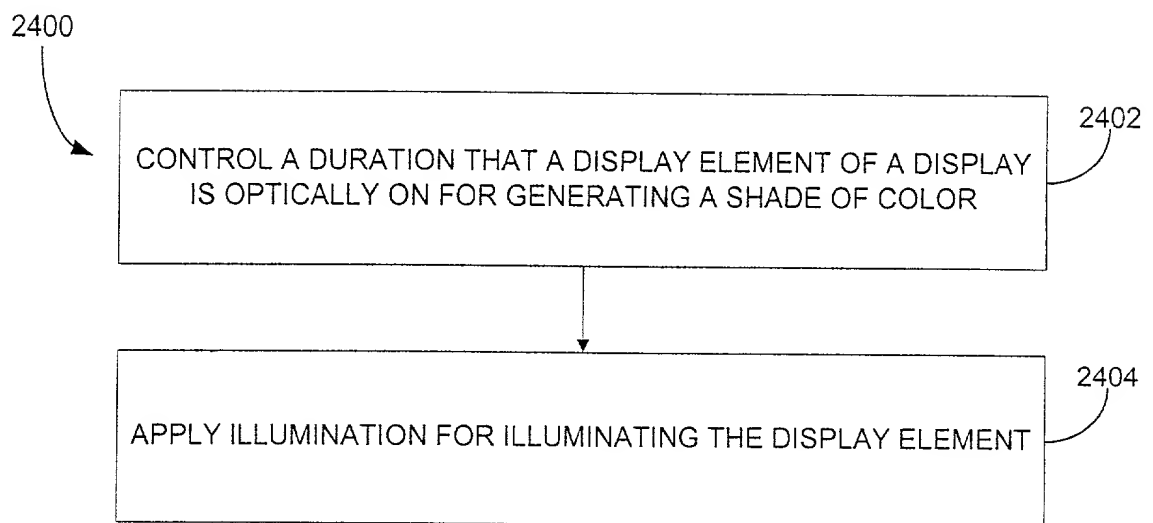 2400
2402
CONTROL A DURATION THAT A DISPLAY ELEMENT OF A DISPLAY
IS OPTICALLY ON FOR GENERATING A SHADE OF COLOR
2404
APPLY ILLUMINATION FOR ILLUMINATING THE DISPLAY ELEMENT